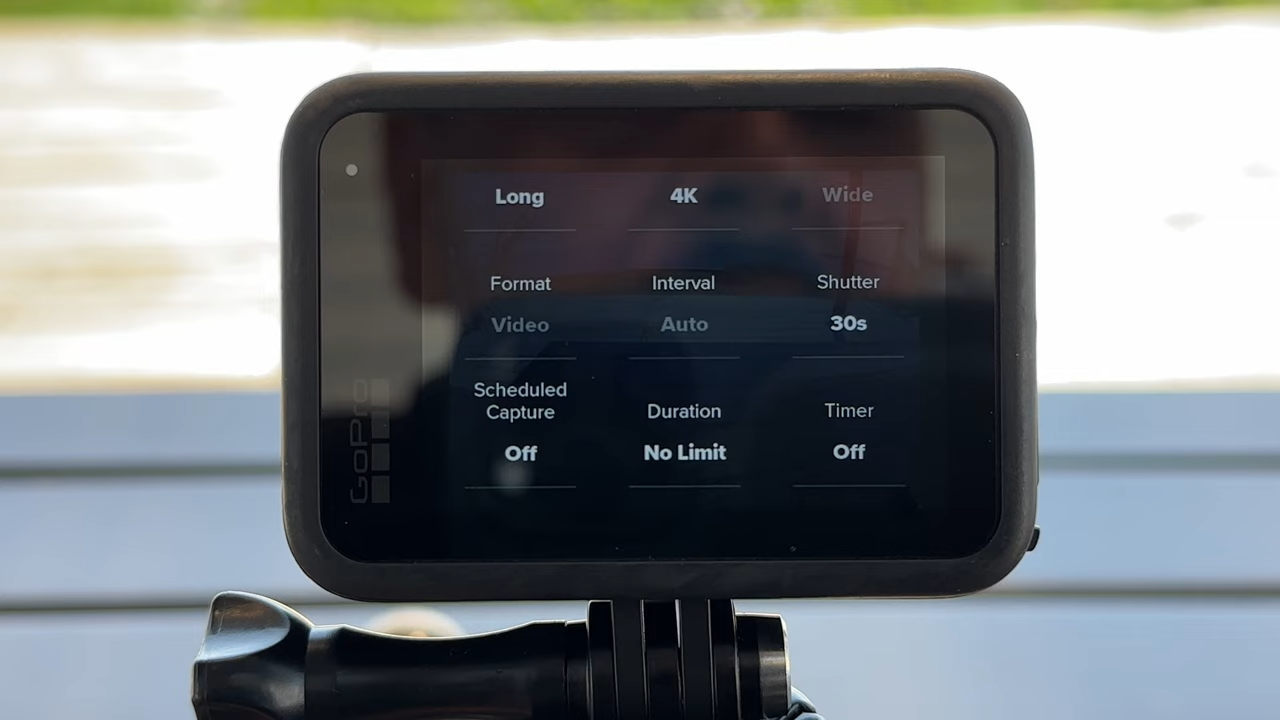 Long 4K Wide
Format Interval Shutter
Video Auto 30s
Scheduled
Capture Duration Timer
Off No Limit Off
GoPro